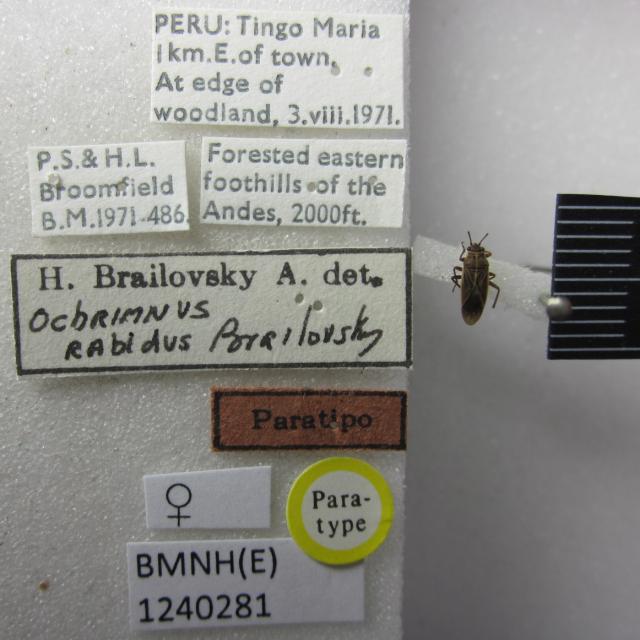 PERU: Tingo Maria
1km.E.of town.
At edge of
woodland, 3.viii.1971.
P.S.& H.L.
Broomfield
B.M.1971-486
Forested eastern
foothills of the
Andes, 2000ft.
H. Brailovsky A. det.
OCHRIMNUS
RABIDUS BRAILOVSKY
Paratipo
♀
Para-
type
BMNH(E)
1240281